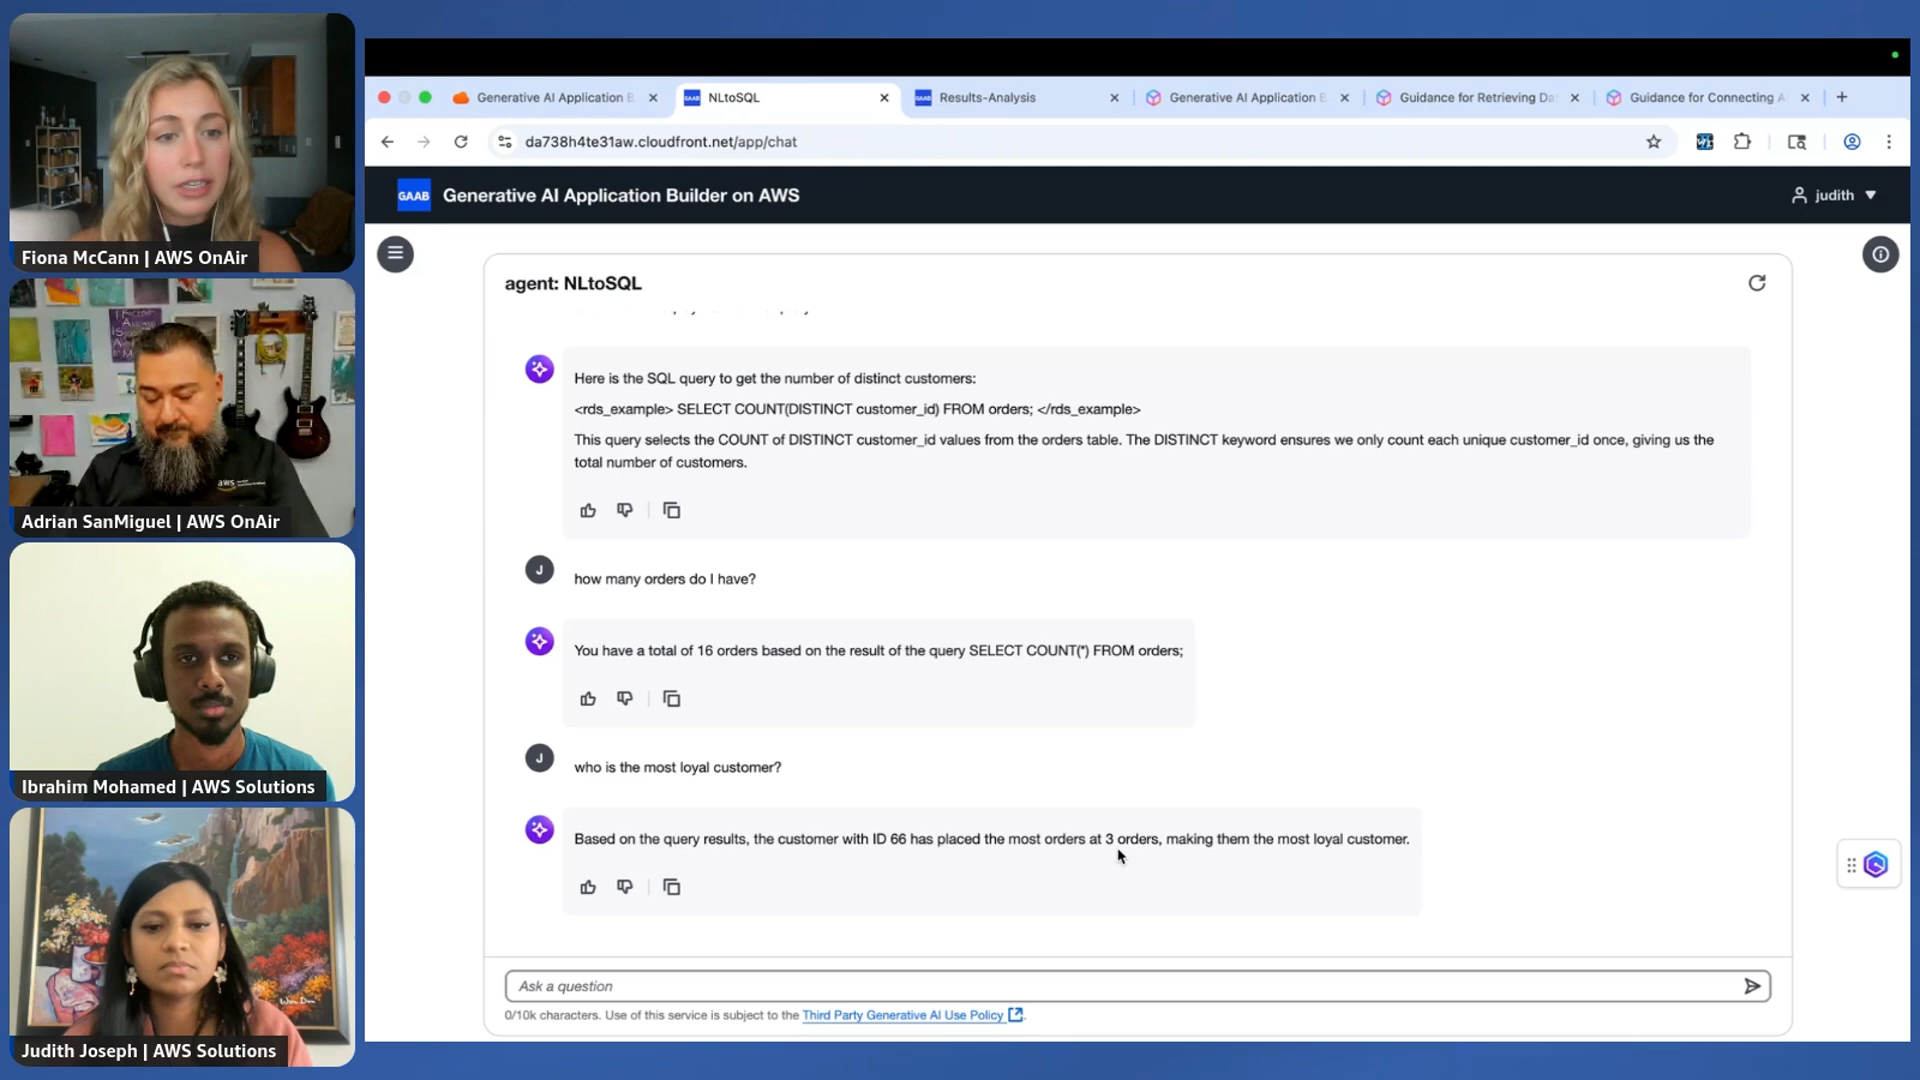 Fiona McCann | AWS OnAir
Adrian SanMiguel | AWS OnAir
aws
Ibrahim Mohamed | AWS Solutions
Judith Joseph | AWS Solutions
Generative AI Application B
NLtoSQL
Results-Analysis
Generative AI Application B
Guidance for Retrieving Da
Guidance for Connecting A
da738h4te31aw.cloudfront.net/app/chat
GAAB
Generative AI Application Builder on AWS
judith
agent: NLtoSQL
Here is the SQL query to get the number of distinct customers:
<rds_example> SELECT COUNT(DISTINCT customer_id) FROM orders; </rds_example>
This query selects the COUNT of DISTINCT customer_id values from the orders table. The DISTINCT keyword ensures we only count each unique customer_id once, giving us the
total number of customers.
J
how many orders do I have?
You have a total of 16 orders based on the result of the query SELECT COUNT(*) FROM orders;
J
who is the most loyal customer?
Based on the query results, the customer with ID 66 has placed the most orders at 3 orders, making them the most loyal customer.
Ask a question
0/10k characters. Use of this service is subject to the Third Party Generative AI Use Policy.